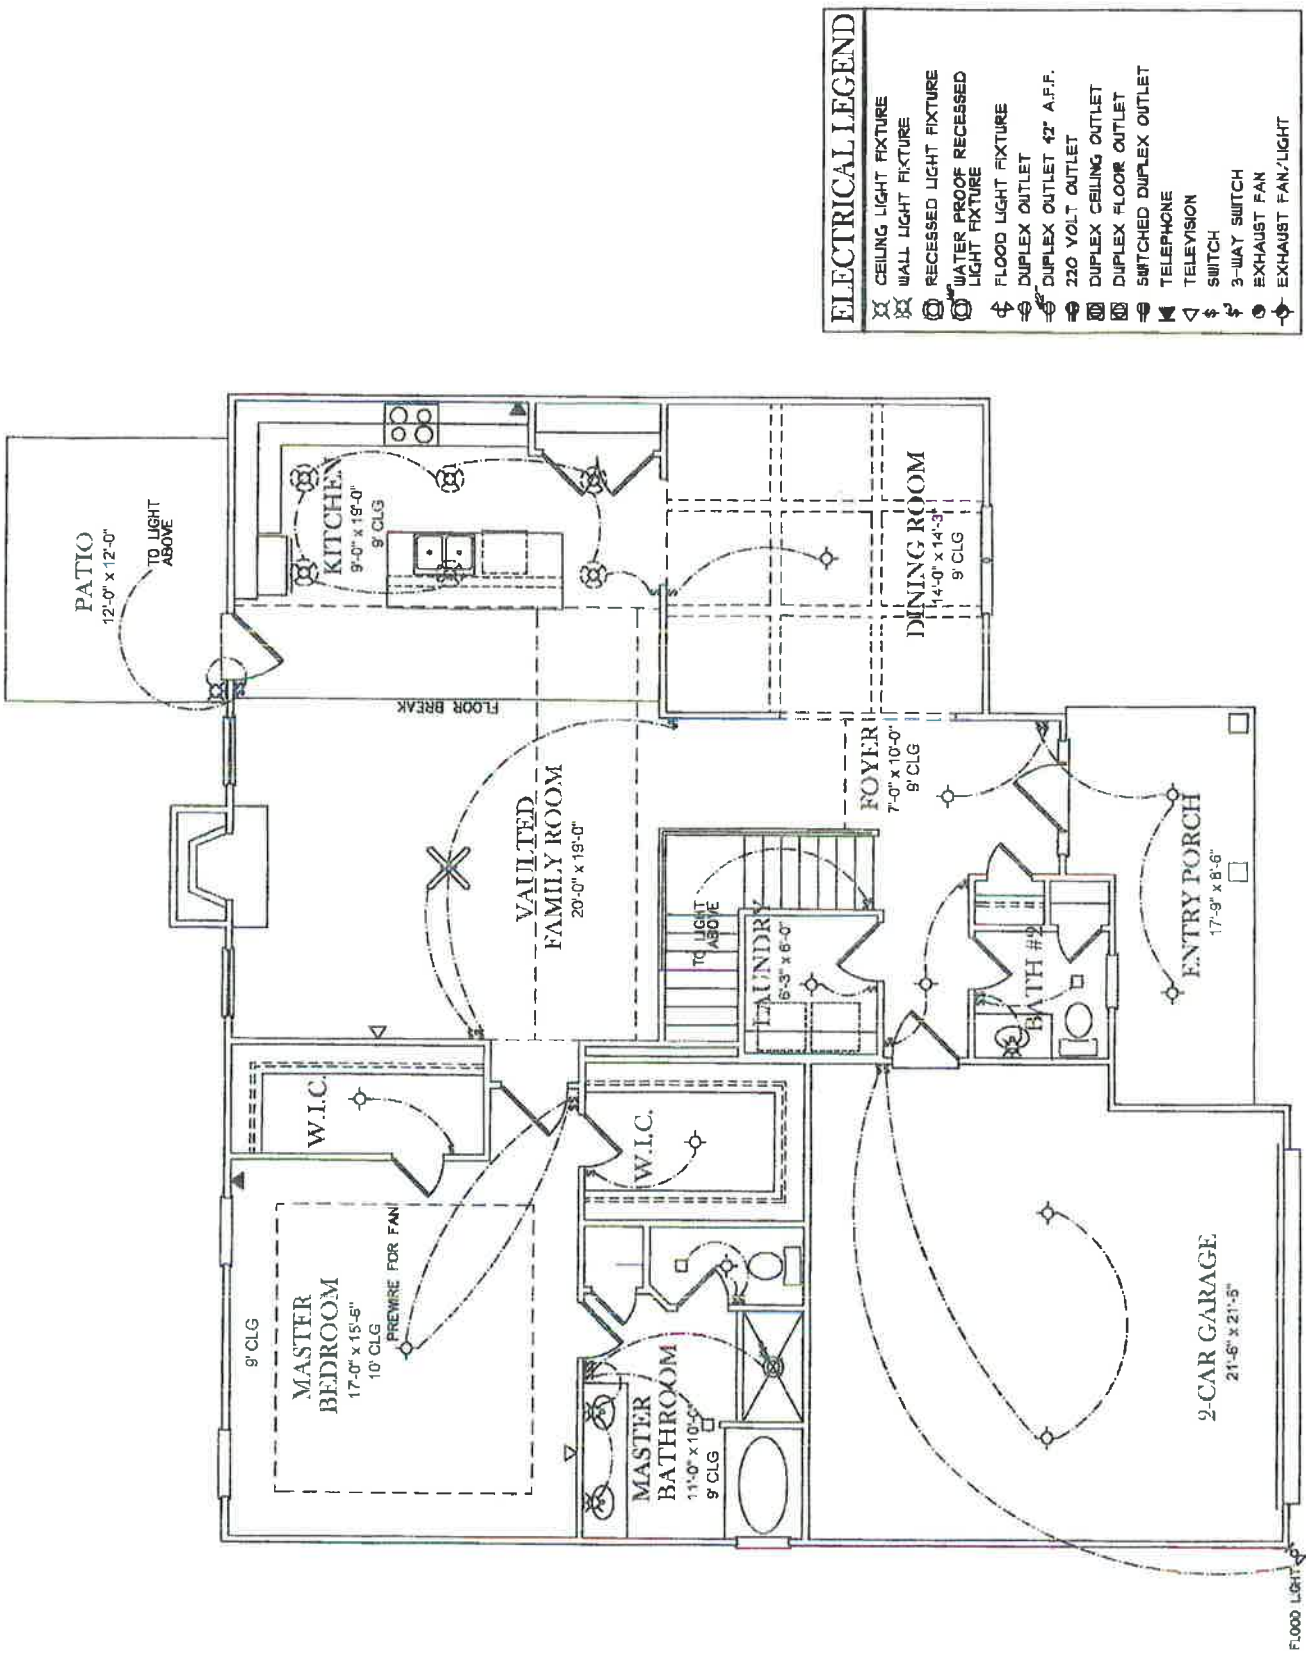 PATIO
12'-0" x 12'-0"
TO LIGHT
ABOVE
KITCHEN
9'-0" x 19'-0"
9' CLG
FLOOR BREAK
DINING ROOM
14'-0" x 14'-3"
9' CLG
VAULTED
FAMILY ROOM
20'-0" x 19'-0"
FOYER
7'-0" x 10'-0"
9' CLG
ENTRY PORCH
17'-9" x 8'-6"
TO LIGHT
ABOVE
LAUNDRY
6'-3" x 6'-0"
BATH #2
W.I.C.
W.I.C.
9' CLG
MASTER
BEDROOM
17'-0" x 15'-6"
10' CLG
PREWIRE FOR FAN
MASTER
BATHROOM
11'-0" x 10'-0"
9' CLG
2-CAR GARAGE
21'-6" x 21'-6"
FLOOD LIGHT
ELECTRICAL LEGEND
CEILING LIGHT FIXTURE
WALL LIGHT FIXTURE
RECESSED LIGHT FIXTURE
WATER PROOF RECESSED
LIGHT FIXTURE
FLOOD LIGHT FIXTURE
DUPLEX OUTLET
DUPLEX OUTLET 42" A.F.F.
220 VOLT OUTLET
DUPLEX CEILING OUTLET
DUPLEX FLOOR OUTLET
SWITCHED DUPLEX OUTLET
TELEPHONE
TELEVISION
$ SWITCH
$3 3-WAY SWITCH
EXHAUST FAN
EXHAUST FAN/LIGHT